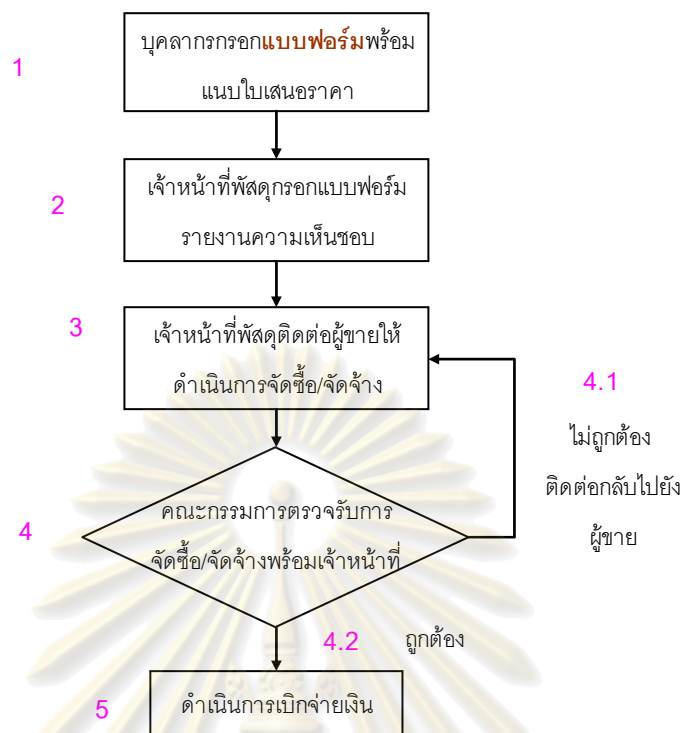 1
บุคลากรกรอกแบบฟอร์มพร้อม
แนบใบเสนอราคา
2
เจ้าหน้าที่พัสดุกรอกแบบฟอร์ม
รายงานความเห็นชอบ
3
เจ้าหน้าที่พัสดุติดต่อผู้ขายให้
ดำเนินการจัดซื้อ/จัดจ้าง
4.1
ไม่ถูกต้อง
ติดต่อกลับไปยัง
ผู้ขาย
4
คณะกรรมการตรวจรับการ
จัดซื้อ/จัดจ้างพร้อมเจ้าหน้าที่
4.2
ถูกต้อง
5
ดำเนินการเบิกจ่ายเงิน